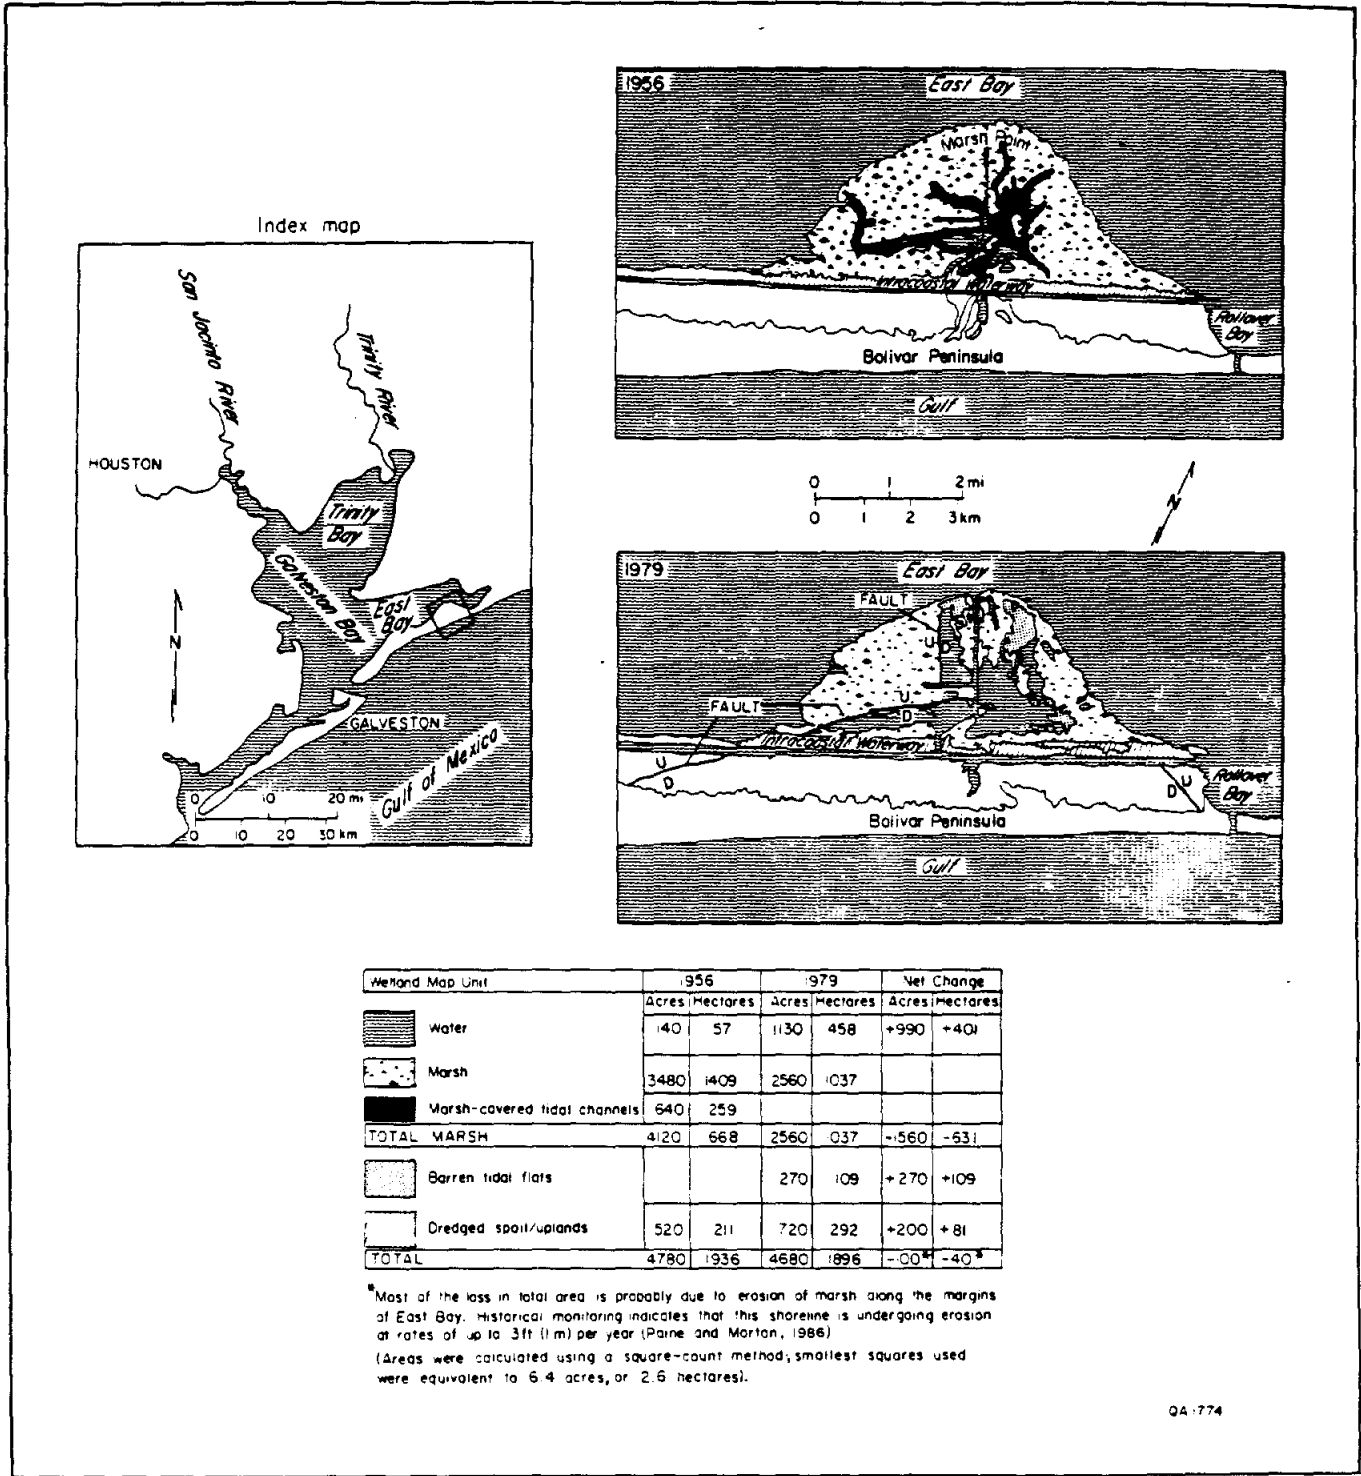 Index map
San Jacinto River
Trinity River
HOUSTON
Trinity
Bay
Galveston Bay
East
Bay
N
GALVESTON
Gulf of Mexico
0 10 20 mi
0 10 20 30 km
1956
East Bay
Marsh Point
Intracoastal Waterway
Rollover
Bay
Bolivar Peninsula
Gulf
0 1 2 mi
0 1 2 3 km
N
1979
East Bay
FAULT
U
D
FAULT
U
D
Intracoastal Waterway
U
D
D U
Rollover
Bay
Bolivar Peninsula
Gulf
Wetland Map Unit 1956 1979 Net Change
Acres Hectares Acres Hectares Acres Hectares
Water 140 57 1130 458 +990 +401
Marsh 3480 1409 2560 1037
Marsh-covered tidal channels 640 259
TOTAL MARSH 4120 668 2560 037 -1560 -631
Barren tidal flats 270 109 +270 +109
Dredged spoil/uplands 520 211 720 292 +200 +81
TOTAL 4780 1936 4680 1896 -100* -40*
*Most of the loss in total area is probably due to erosion of marsh along the margins
of East Bay. Historical monitoring indicates that this shoreline is undergoing erosion
at rates of up to 3ft (1m) per year (Paine and Morton, 1986)
(Areas were calculated using a square-count method; smallest squares used
were equivalent to 6.4 acres, or 2.6 hectares).
QA 774